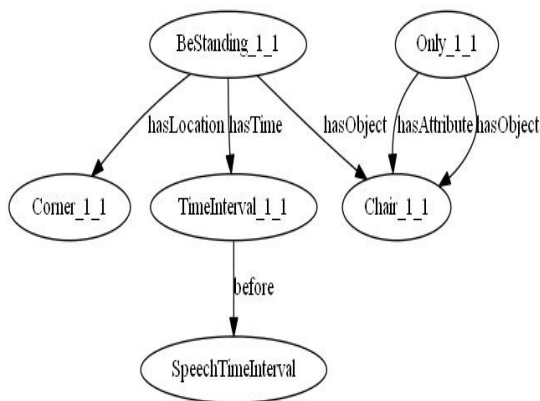 BeStanding_1_1 Only_1_1
hasLocation hasTime hasObject hasAttribute hasObject
Corner_1_1 TimeInterval_1_1 Chair_1_1
before
SpeechTimeInterval